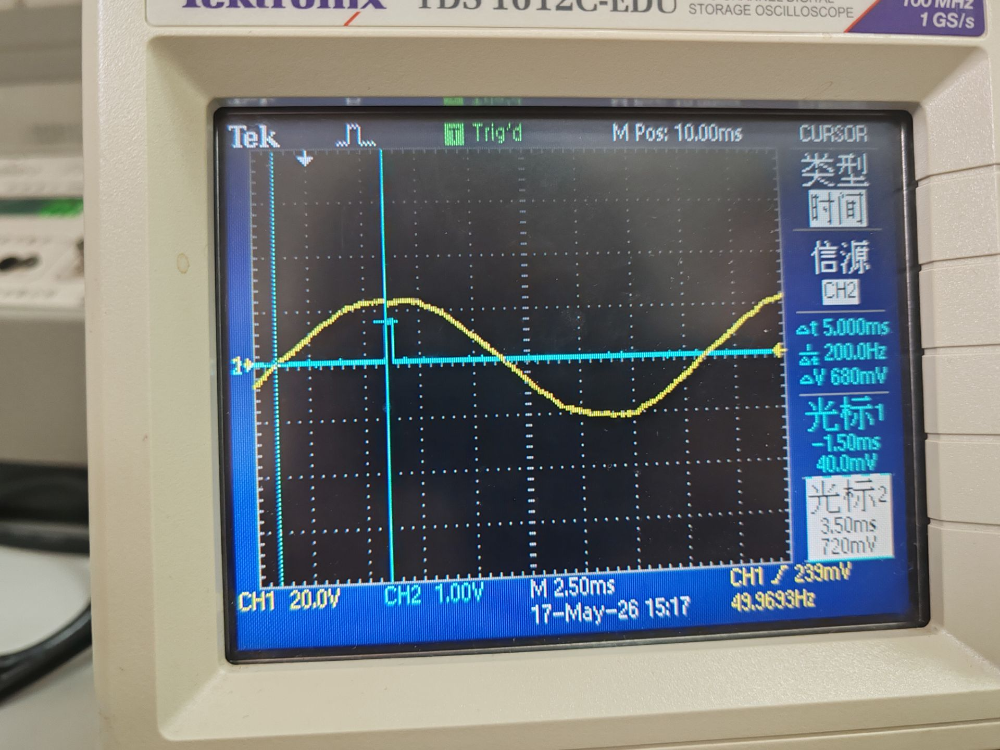 Tektronix TDS 1012C-EDU
STORAGE OSCILLOSCOPE
100 MHz
1 GS/s
Tek Trig'd M Pos: 10.00ms CURSOR
类型
时间
信源
CH2
Δt 5.000ms
1/Δt 200.0Hz
ΔV 680mV
光标1
-1.50ms
40.0mV
光标2
3.50ms
720mV
1
CH1 20.0V CH2 1.00V M 2.50ms CH1 239mV
17-May-26 15:17 49.9693Hz